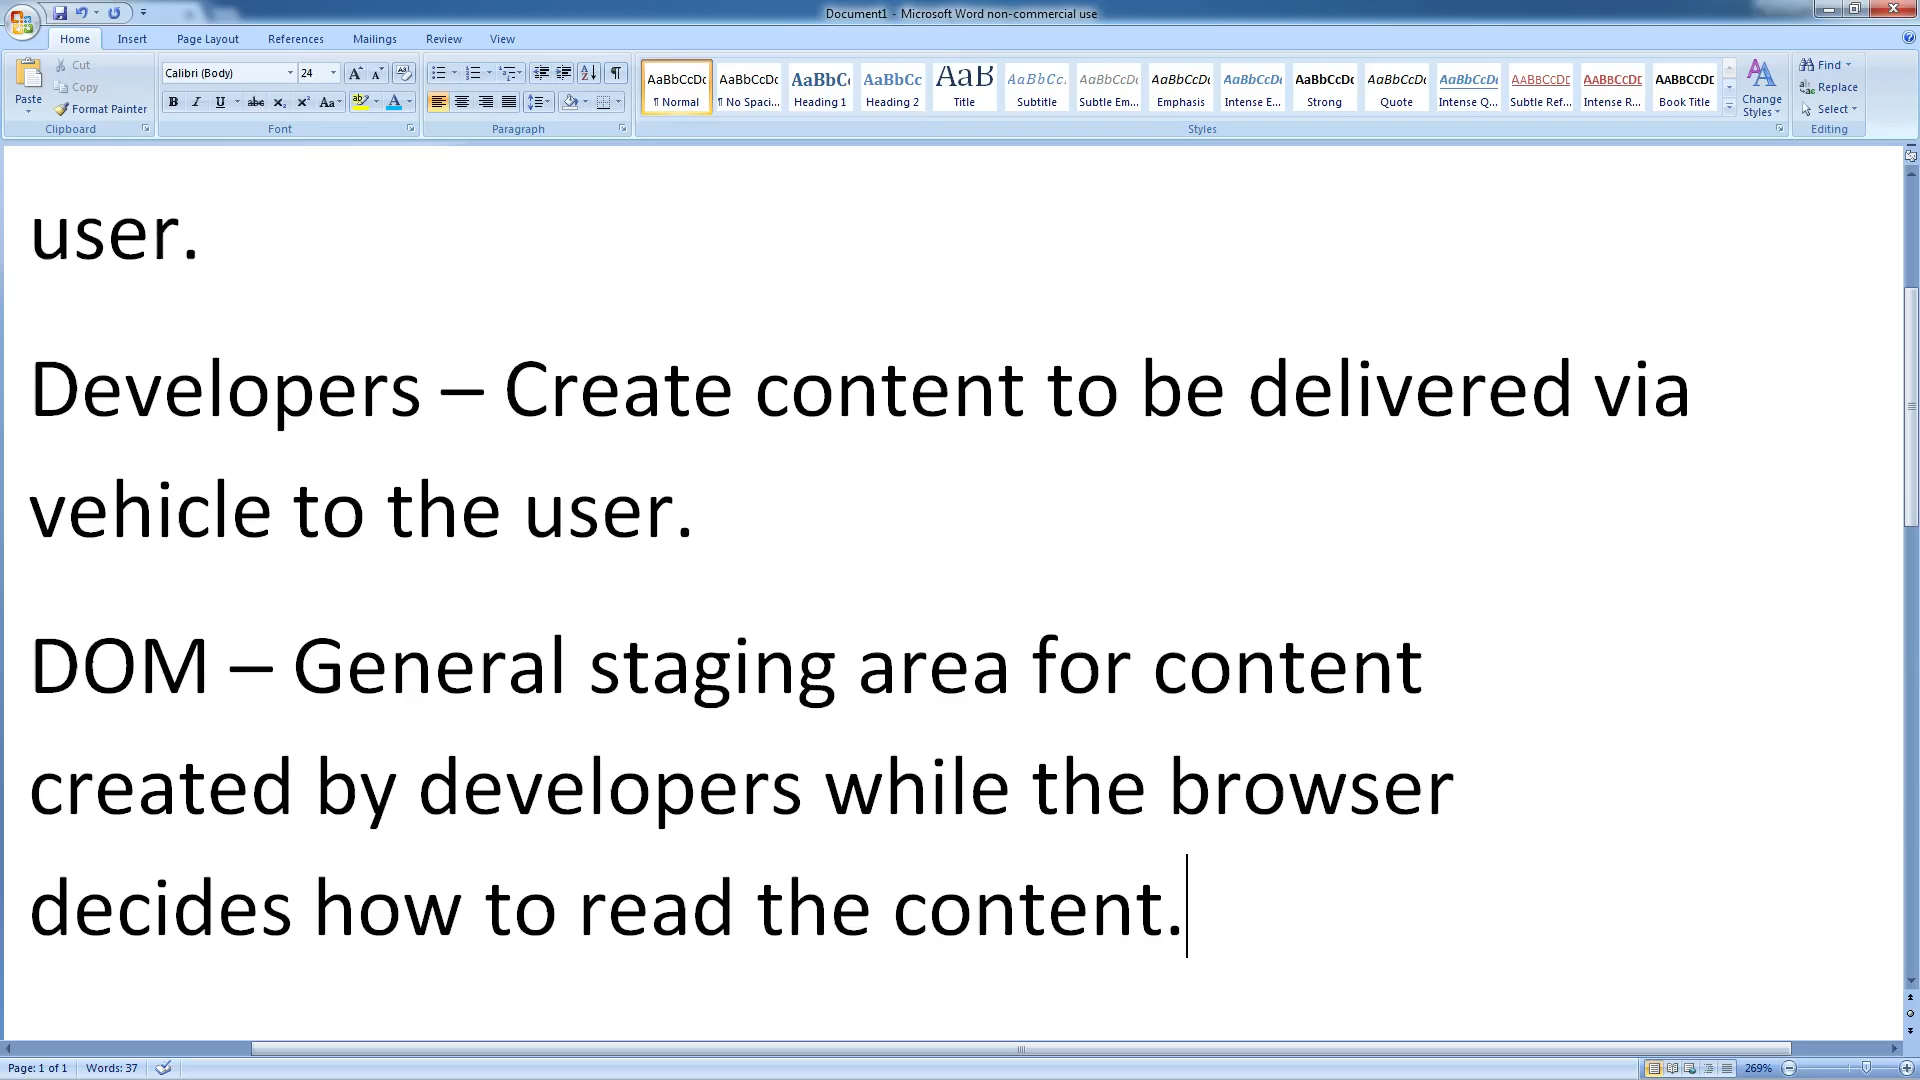 Document1 - Microsoft Word non-commercial use
Home Insert Page Layout References Mailings Review View
Paste
Cut
Copy
Format Painter
Clipboard
Calibri (Body) 24
Font
Paragraph
AaBbCcDc AaBbCcDc AaBbC AaBbCc AaB AaBbCc. AaBbCcDc AaBbCcDc AaBbCcDc AaBbCcDc AaBbCcDc AaBbCcDc AABBCCDD AABBCCDD AABBCCDD
¶ Normal ¶ No Spaci... Heading 1 Heading 2 Title Subtitle Subtle Em... Emphasis Intense E... Strong Quote Intense Q... Subtle Ref... Intense R... Book Title
Styles
Change
Styles
Find
Replace
Select
Editing
user.
Developers – Create content to be delivered via
vehicle to the user.
DOM – General staging area for content
created by developers while the browser
decides how to read the content.
Page: 1 of 1 Words: 37 269%